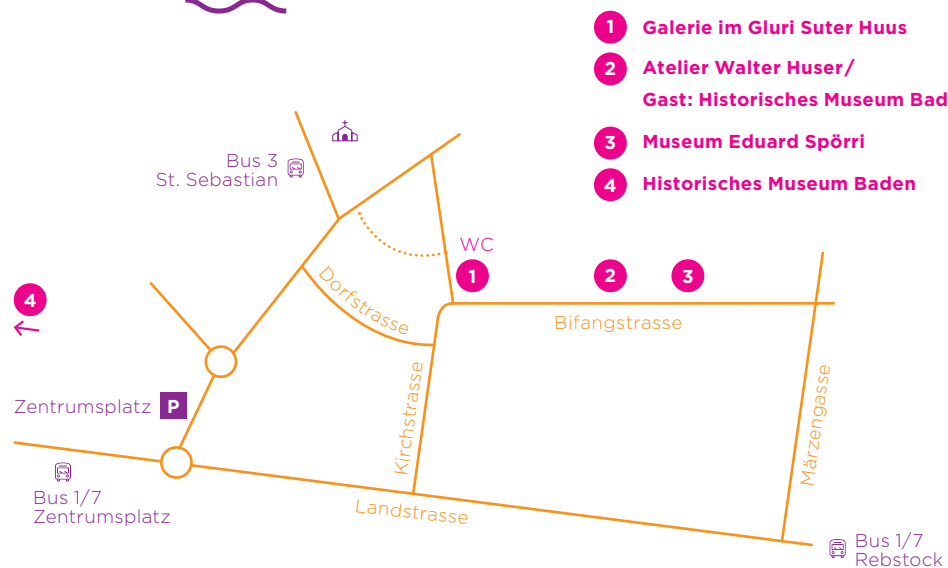 1 Galerie im Gluri Suter Huus
2 Atelier Walter Huser/
Gast: Historisches Museum Bad
3 Museum Eduard Spörri
4 Historisches Museum Baden
Bus 3
St. Sebastian
WC
1
2
3
4
Dorfstrasse
Bifangstrasse
Zentrumsplatz P
Kirchstrasse
Märzengasse
Bus 1/7
Zentrumsplatz
Landstrasse
Bus 1/7
Rebstock